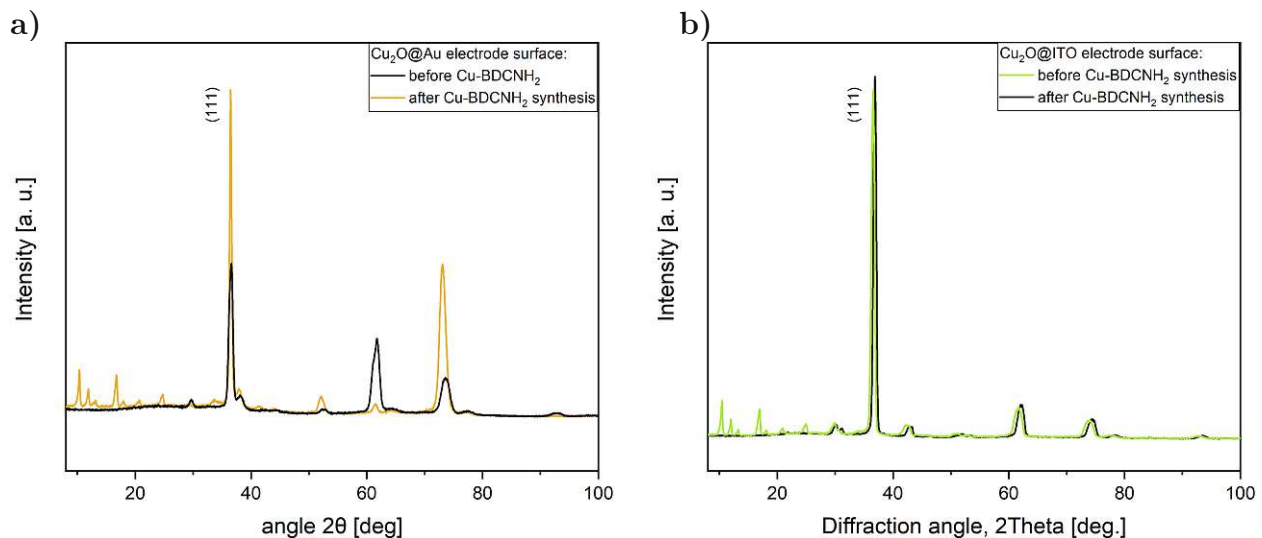 a)
Cu₂O@Au electrode surface:
before Cu-BDCNH₂
after Cu-BDCNH₂ synthesis
(111)
Intensity [a. u.]
20 40 60 80 100
angle 2θ [deg]
b)
Cu₂O@ITO electrode surface:
before Cu-BDCNH₂ synthesis
after Cu-BDCNH₂ synthesis
(111)
Intensity [a. u.]
20 40 60 80 100
Diffraction angle, 2Theta [deg.]